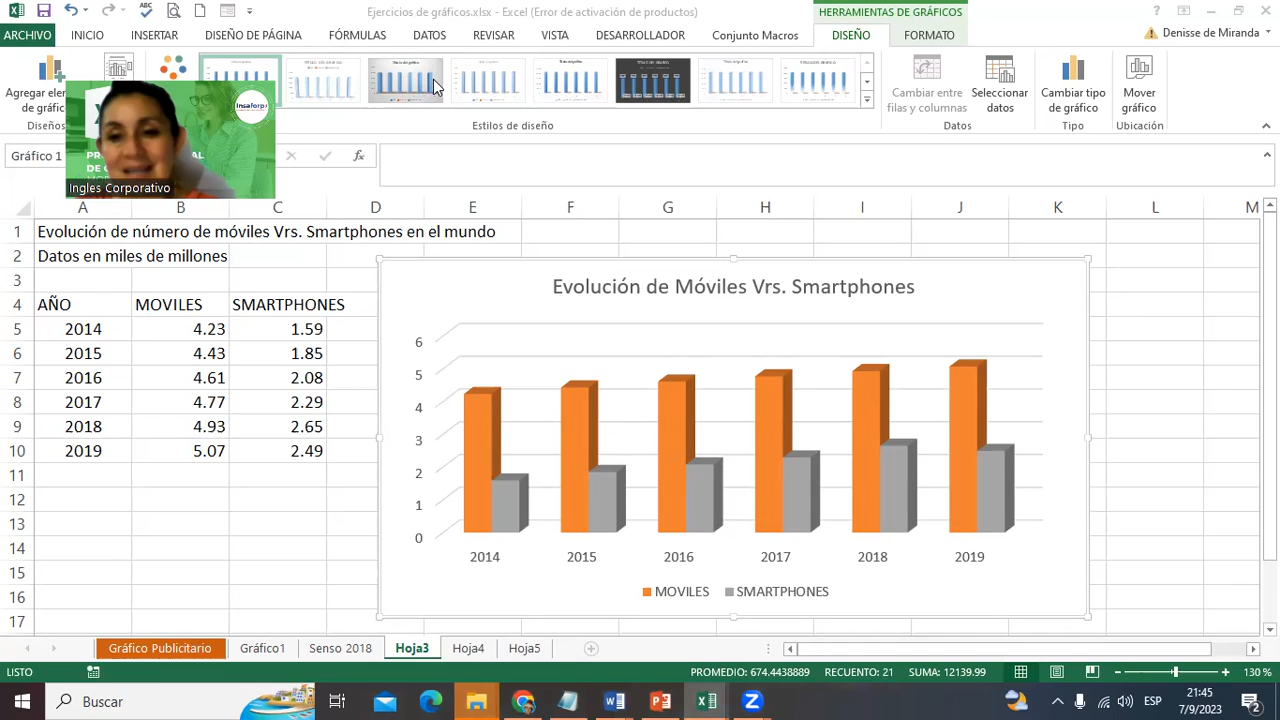 Ejercicios de gráficos.xlsx - Excel (Error de activación de productos)
HERRAMIENTAS DE GRÁFICOS
ARCHIVO INICIO INSERTAR DISEÑO DE PÁGINA FÓRMULAS DATOS REVISAR VISTA DESARROLLADOR Conjunto Macros DISEÑO FORMATO Denisse de Miranda
Agregar
de gráfi
Cambiar entre filas y columnas
Seleccionar datos
Cambiar tipo de gráfico
Mover gráfico
Diseños
Estilos de diseño
Datos
Tipo
Ubicación
Gráfico 1
fx
Insaforp
Ingles Corporativo
A B C D E F G H I J K L M
1 Evolución de número de móviles Vrs. Smartphones en el mundo
2 Datos en miles de millones
3
4 AÑO MOVILES SMARTPHONES
5 2014 4.23 1.59
6 2015 4.43 1.85
7 2016 4.61 2.08
8 2017 4.77 2.29
9 2018 4.93 2.65
10 2019 5.07 2.49
11
12
13
14
15
16
17
Evolución de Móviles Vrs. Smartphones
6
5
4
3
2
1
0
2014 2015 2016 2017 2018 2019
MOVILES SMARTPHONES
Gráfico Publicitario Gráfico1 Senso 2018 Hoja3 Hoja4 Hoja5
LISTO PROMEDIO: 674.4438889 RECUENTO: 21 SUMA: 12139.99 130 %
Buscar
ESP
21:45
7/9/2023
2